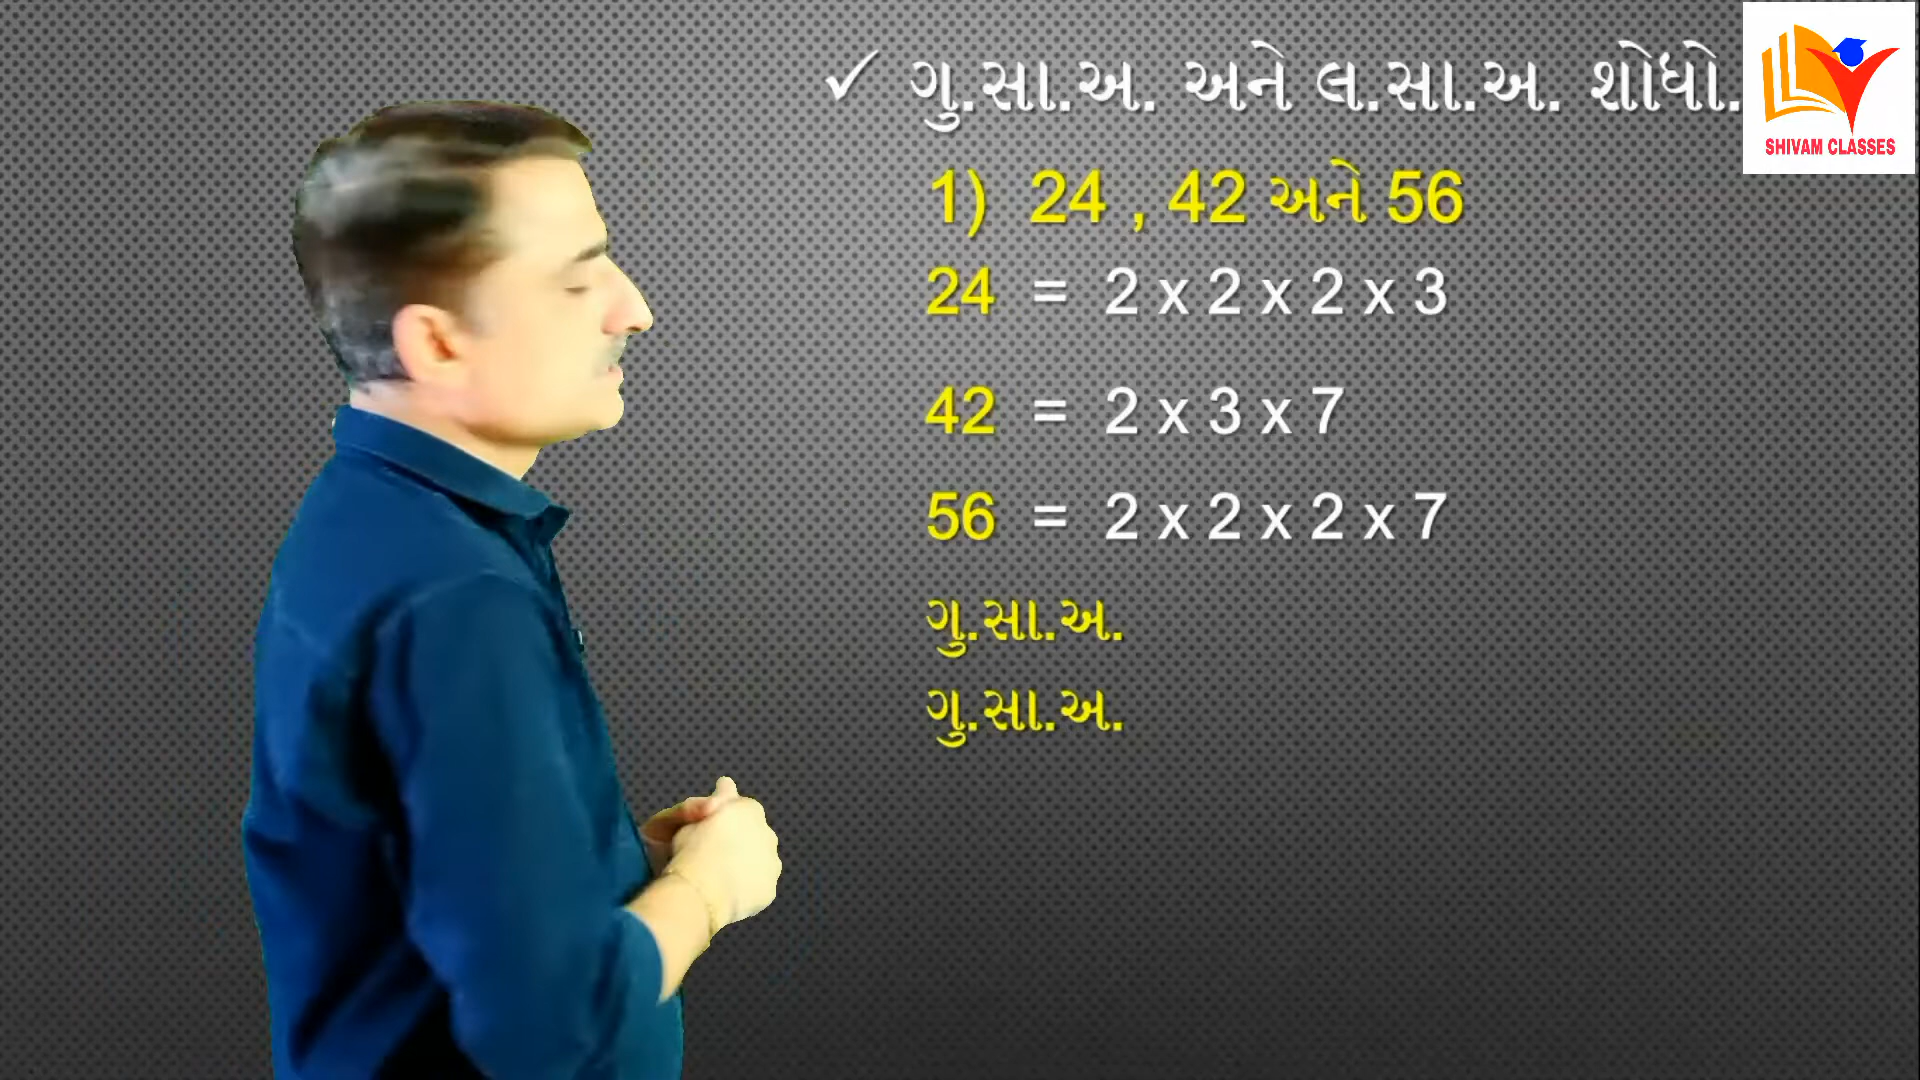 ✓ ગુ.સા.અ. અને લ.સા.અ. શોધો.
SHIVAM CLASSES
1) 24 , 42 અને 56
24 = 2 x 2 x 2 x 3
42 = 2 x 3 x 7
56 = 2 x 2 x 2 x 7
ગુ.સા.અ.
ગુ.સા.અ.